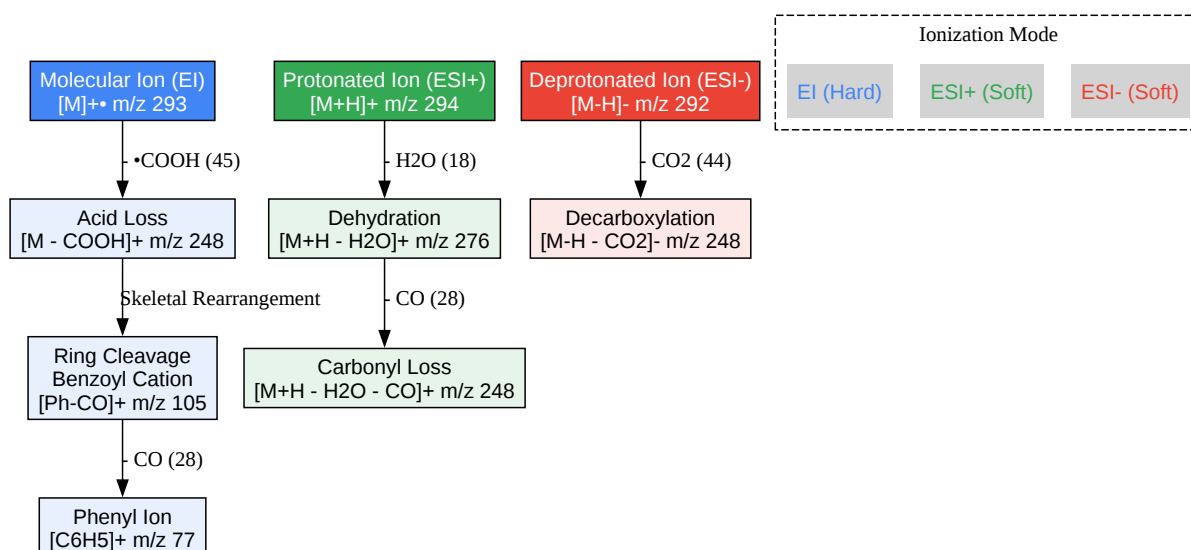 Ionization Mode
EI (Hard)
ESI+ (Soft)
ESI- (Soft)
Molecular Ion (EI)
[M]+• m/z 293
Protonated Ion (ESI+)
[M+H]+ m/z 294
Deprotonated Ion (ESI-)
[M-H]- m/z 292
- •COOH (45)
- H2O (18)
- CO2 (44)
Acid Loss
[M - COOH]+ m/z 248
Dehydration
[M+H - H2O]+ m/z 276
Decarboxylation
[M-H - CO2]- m/z 248
Skeletal Rearrangement
- CO (28)
Ring Cleavage
Benzoyl Cation
[Ph-CO]+ m/z 105
Carbonyl Loss
[M+H - H2O - CO]+ m/z 248
- CO (28)
Phenyl Ion
[C6H5]+ m/z 77